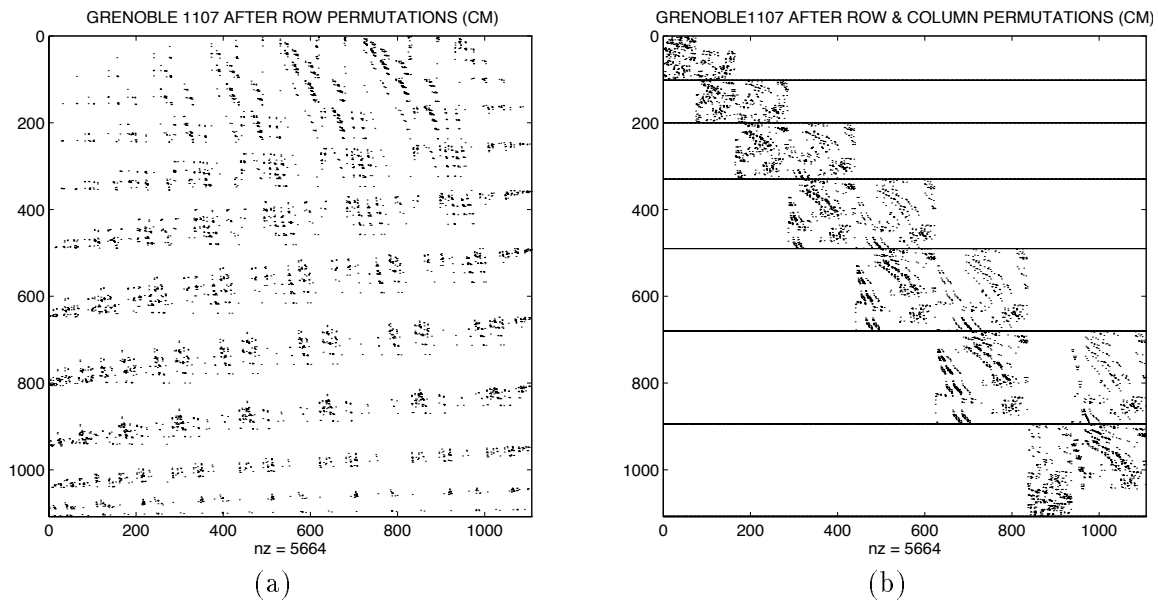 GRENOBLE 1107 AFTER ROW PERMUTATIONS (CM)
0
200
400
600
800
1000
0 200 400 600 800 1000
nz = 5664
(a)
GRENOBLE1107 AFTER ROW & COLUMN PERMUTATIONS (CM)
0
200
400
600
800
1000
0 200 400 600 800 1000
nz = 5664
(b)